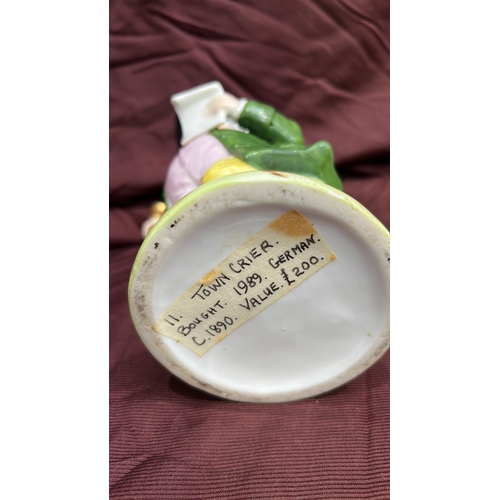 11. TOWN CRIER.
BOUGHT. 1989. GERMAN.
C.1890. VALUE. £200.